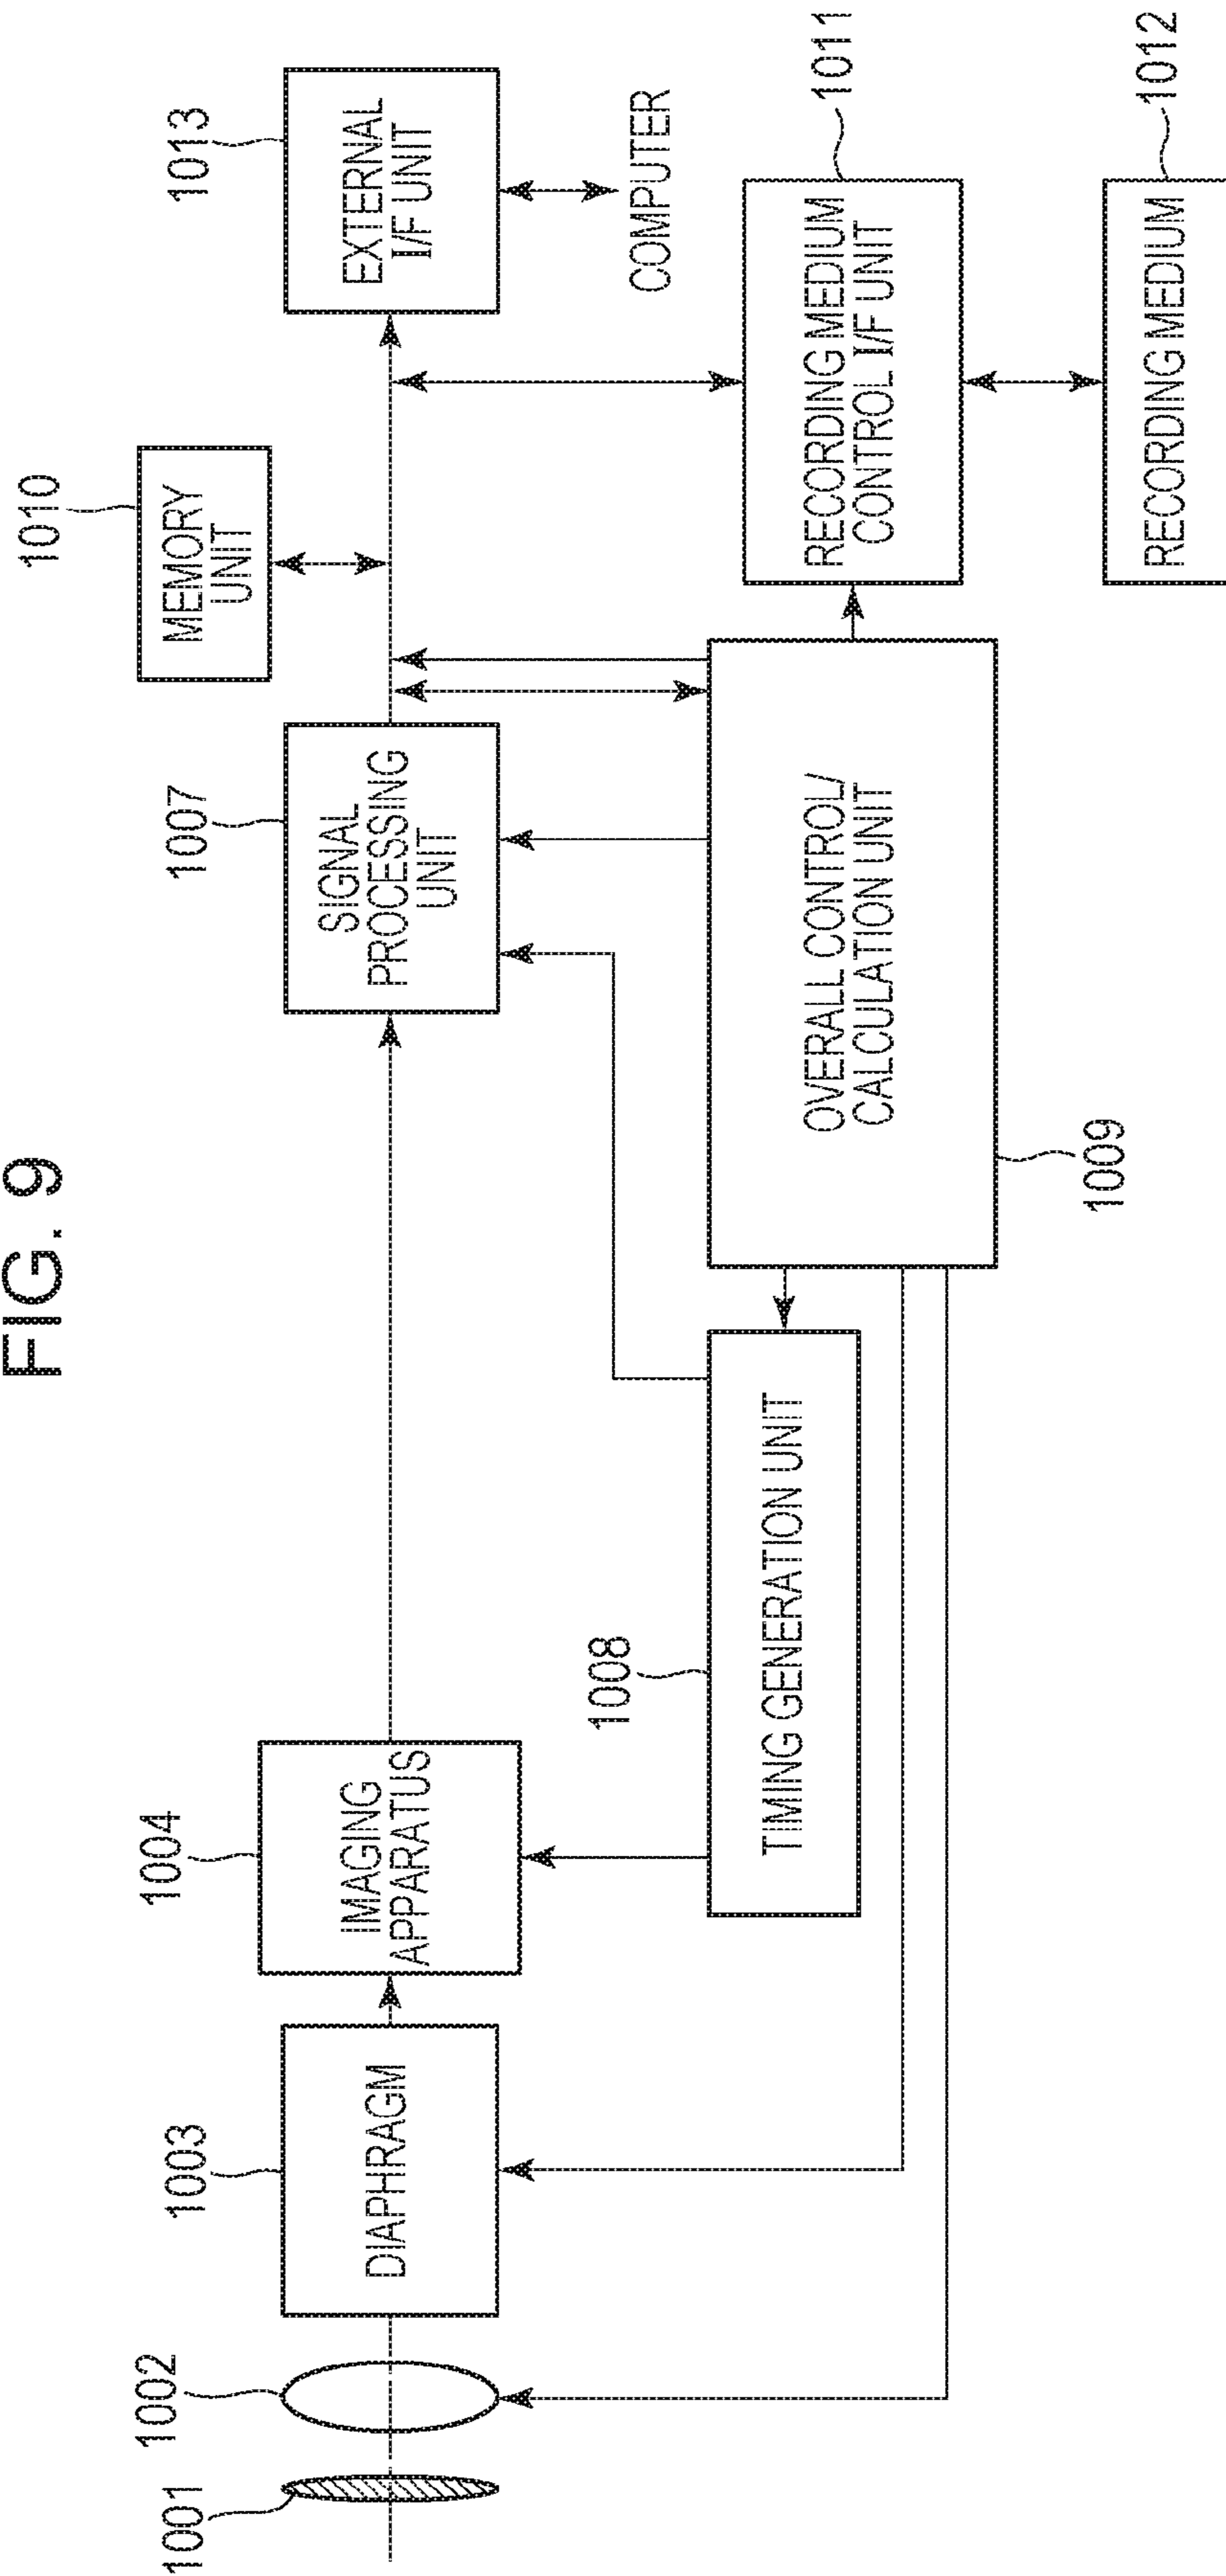 FIG. 9
1001
1002
1003
DIAPHRAGM
1004
IMAGING
APPARATUS
1007
SIGNAL
PROCESSING
UNIT
1010
MEMORY
UNIT
1013
EXTERNAL
I/F UNIT
COMPUTER
1008
TIMING GENERATION UNIT
OVERALL CONTROL/
CALCULATION UNIT
1009
RECORDING MEDIUM
CONTROL I/F UNIT
1011
RECORDING MEDIUM
1012